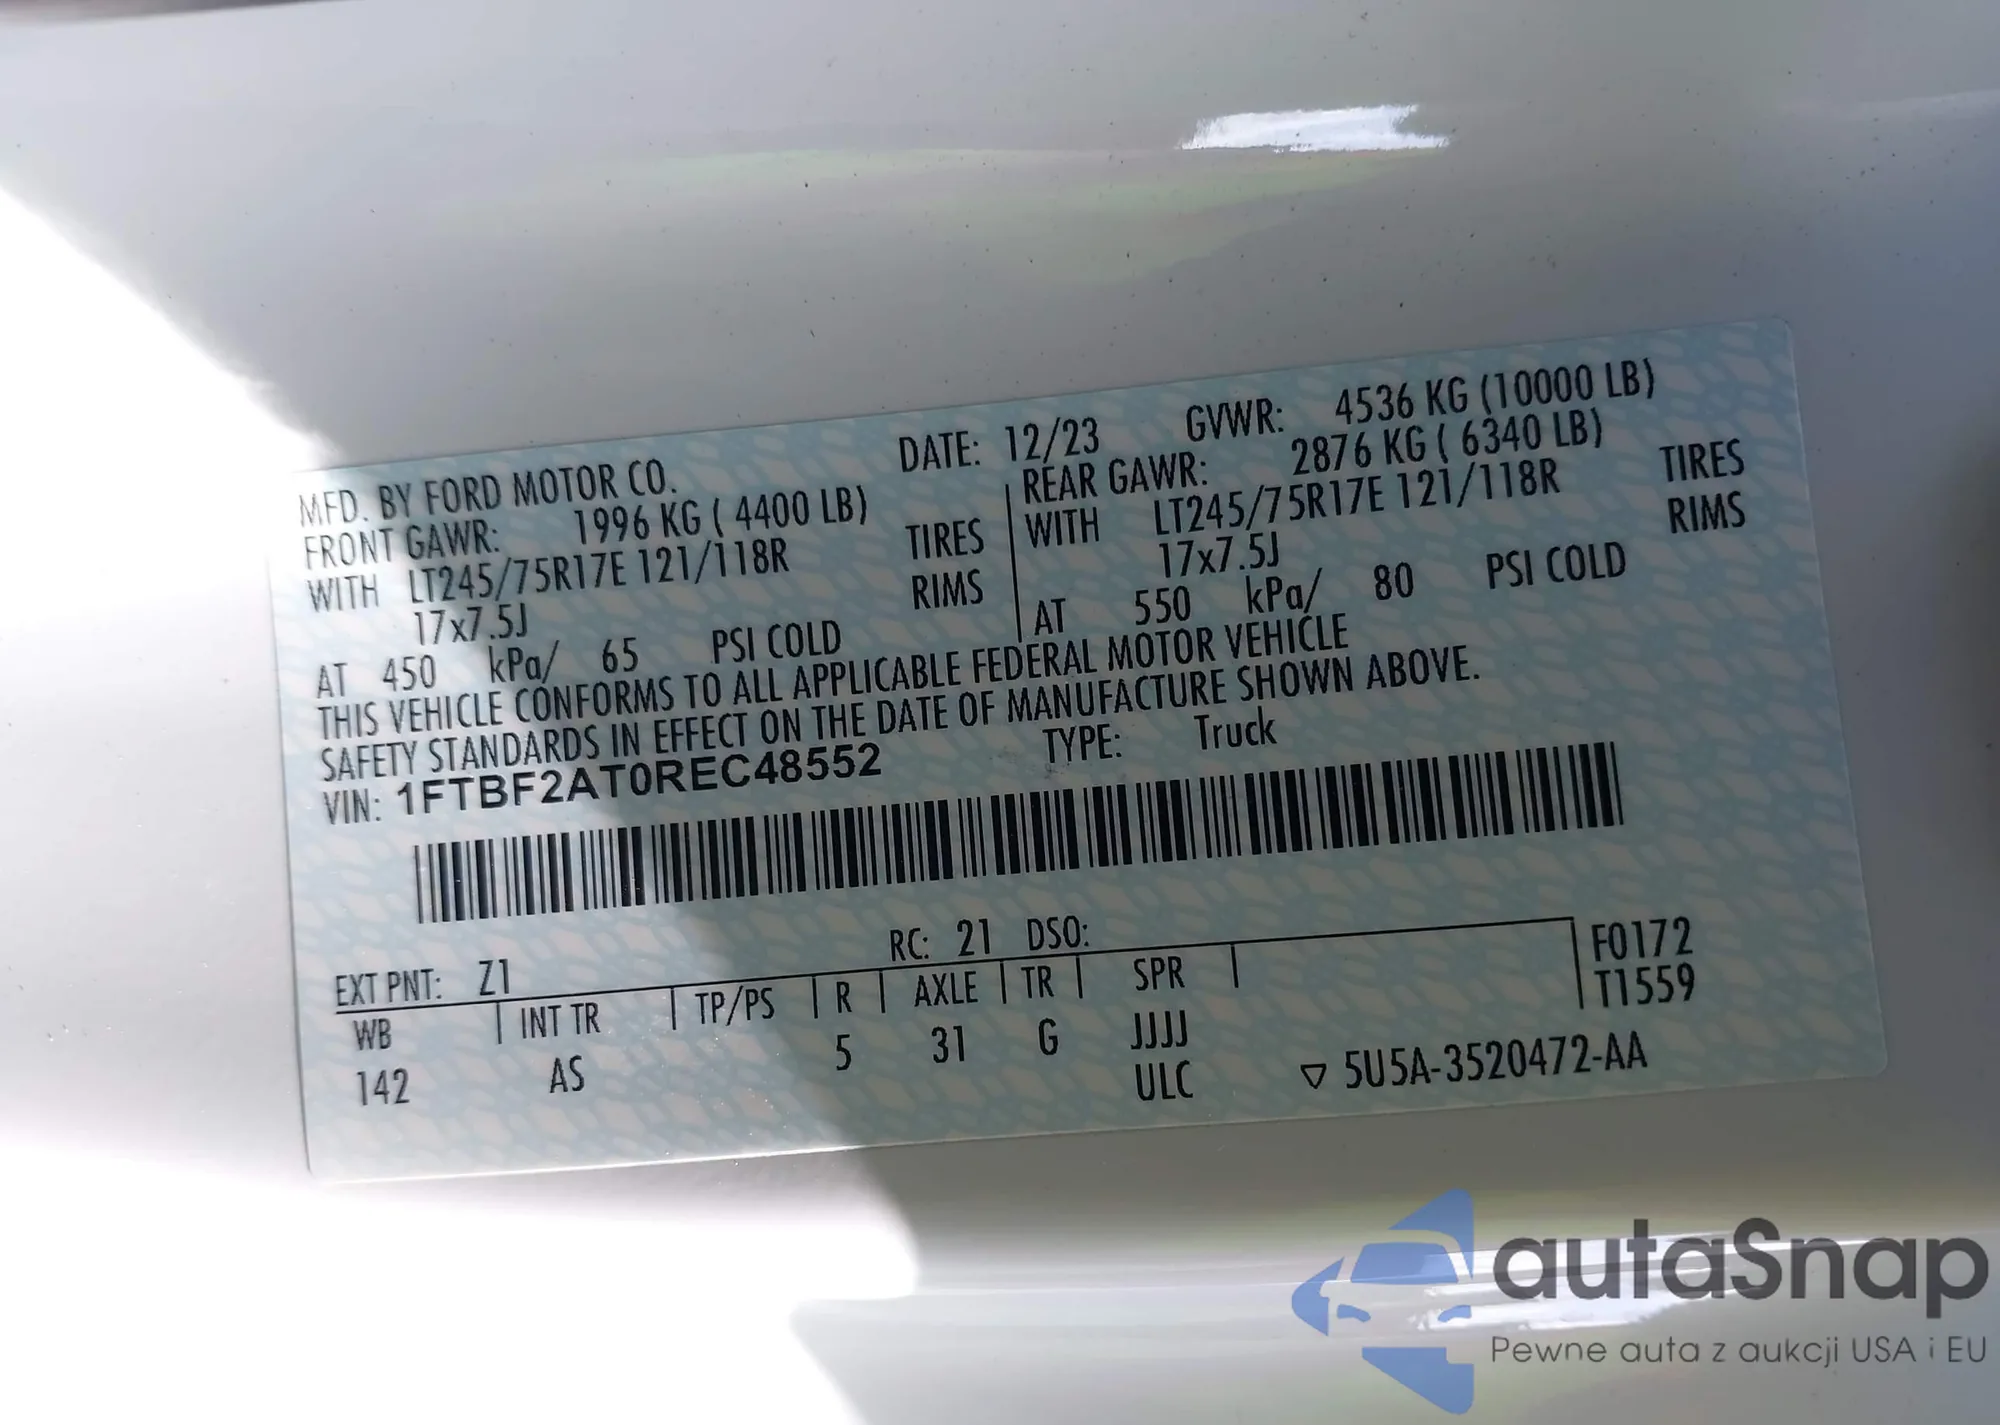 MFD. BY FORD MOTOR CO. DATE: 12/23 GVWR: 4536 KG (10000 LB)
FRONT GAWR: 1996 KG ( 4400 LB)
WITH LT245/75R17E 121/118R TIRES
17x7.5J RIMS
AT 450 kPa/ 65 PSI COLD
REAR GAWR: 2876 KG ( 6340 LB)
WITH LT245/75R17E 121/118R TIRES
17x7.5J RIMS
AT 550 kPa/ 80 PSI COLD
THIS VEHICLE CONFORMS TO ALL APPLICABLE FEDERAL MOTOR VEHICLE
SAFETY STANDARDS IN EFFECT ON THE DATE OF MANUFACTURE SHOWN ABOVE.
VIN: 1FTBF2AT0REC48552 TYPE: Truck
EXT PNT: Z1 RC: 21 DSO:
WB INT TR TP/PS R AXLE TR SPR
142 AS 5 31 G JJJJ
ULC
F0172
T1559
▽ 5U5A-3520472-AA
autaSnap
Pewne auta z aukcji USA i EU